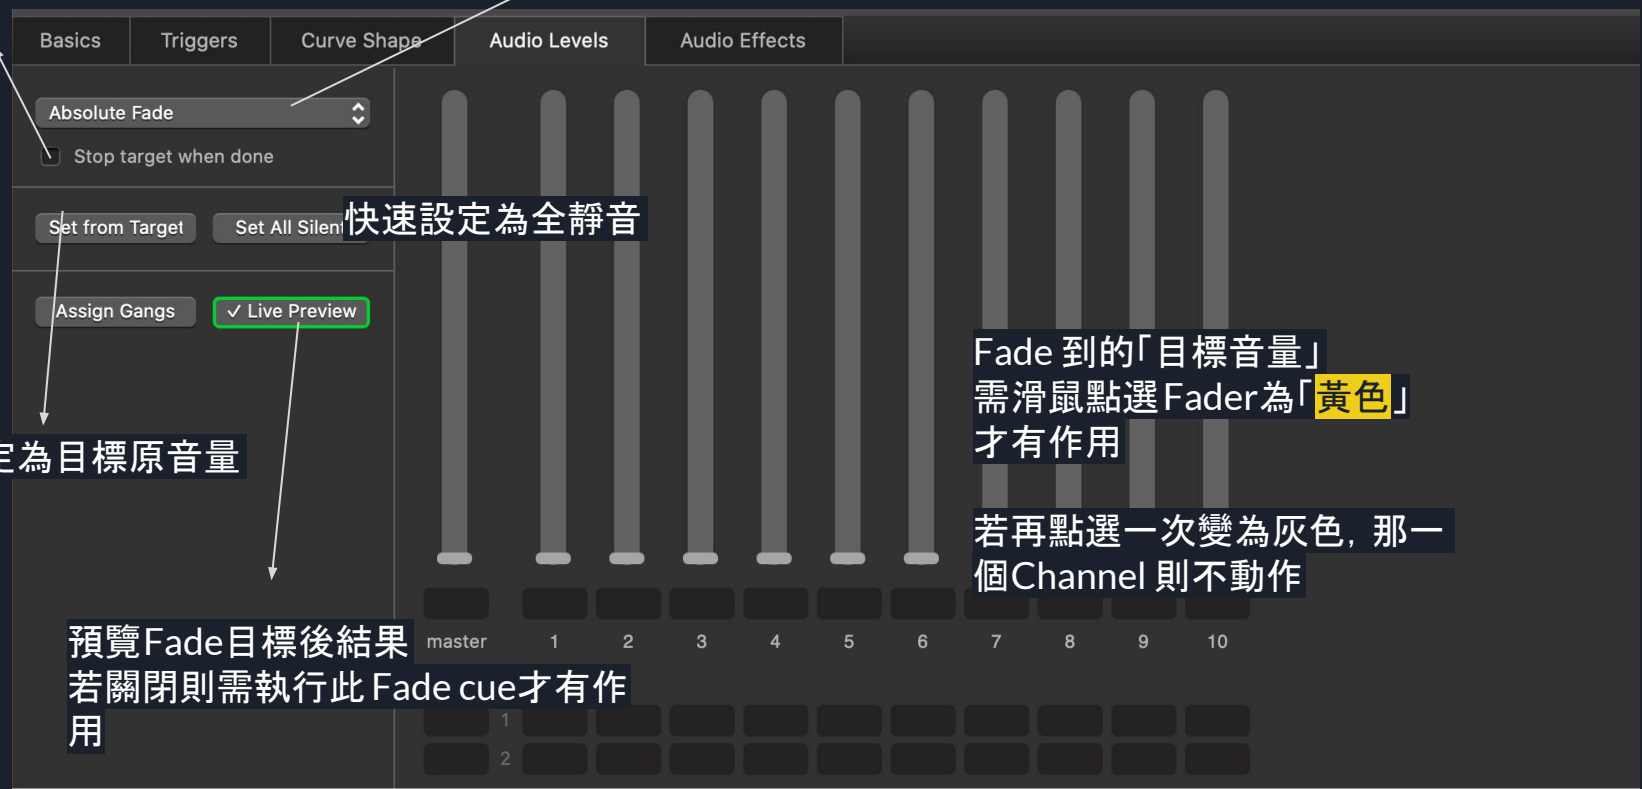 Basics Triggers Curve Shape Audio Levels Audio Effects
Absolute Fade
Stop target when done
Set from Target Set All Silent
快速設定為全靜音
Assign Gangs ✓ Live Preview
Fade 到的「目標音量」
需滑鼠點選Fader為「黃色」
才有作用
定為目標原音量
若再點選一次變為灰色, 那一
個Channel 則不動作
預覽Fade目標後結果
若關閉則需執行此 Fade cue才有作
用
master 1 2 3 4 5 6 7 8 9 10
1
2